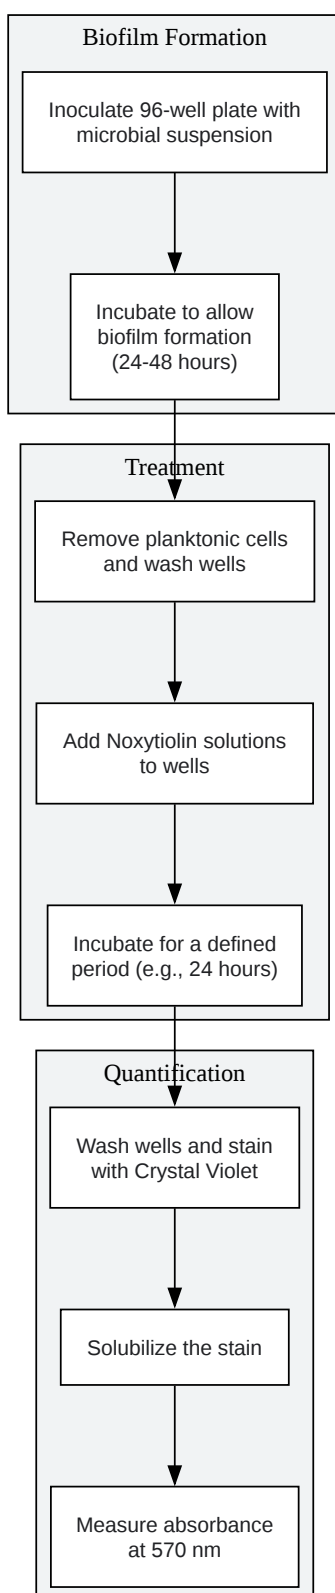 Biofilm Formation
Inoculate 96-well plate with
microbial suspension
Incubate to allow
biofilm formation
(24-48 hours)
Treatment
Remove planktonic cells
and wash wells
Add Noxytiolin solutions
to wells
Incubate for a defined
period (e.g., 24 hours)
Quantification
Wash wells and stain
with Crystal Violet
Solubilize the stain
Measure absorbance
at 570 nm